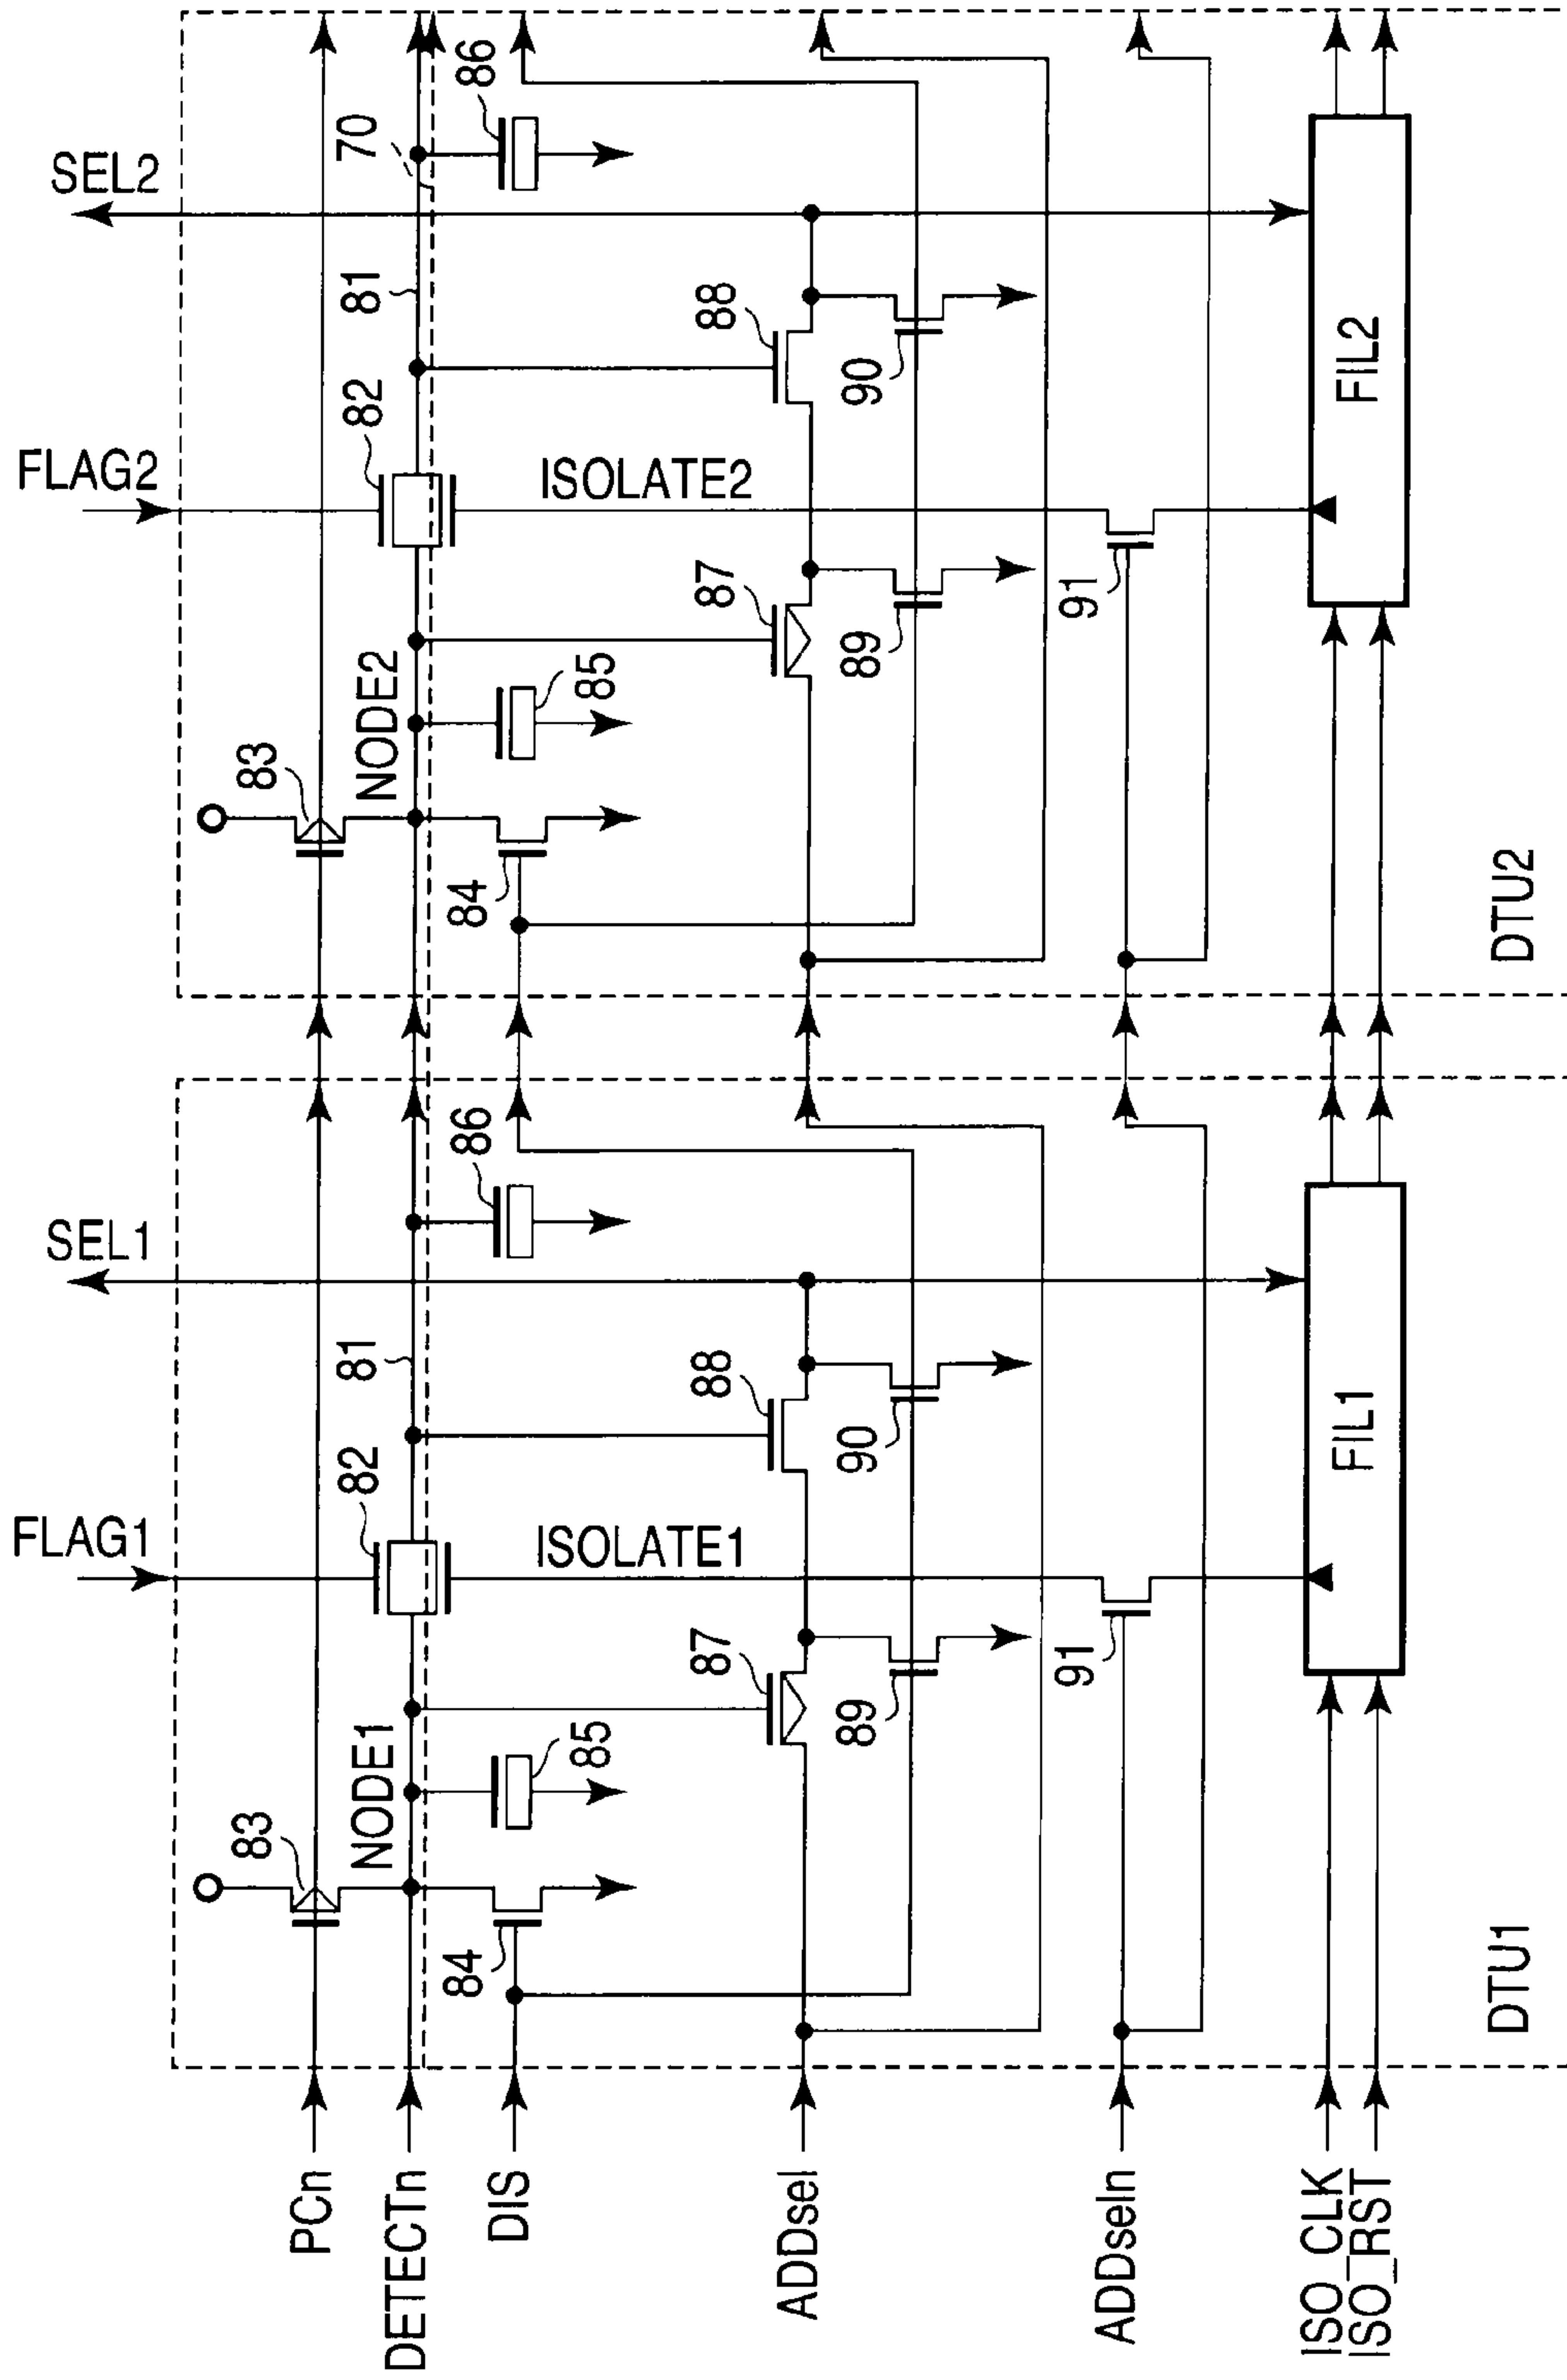 SEL2
70
86
FLAG2
82
81
88
83
NODE2
ISOLATE2
85
87
90
84
89
91
FIL2
DTU2
SEL1
86
FLAG1
82
81
88
83
NODE1
ISOLATE1
85
87
90
84
89
91
FIL1
DTU1
PCn
DETECTn
DIS
ADDsel
ADDseln
ISO_CLK
ISO_RST